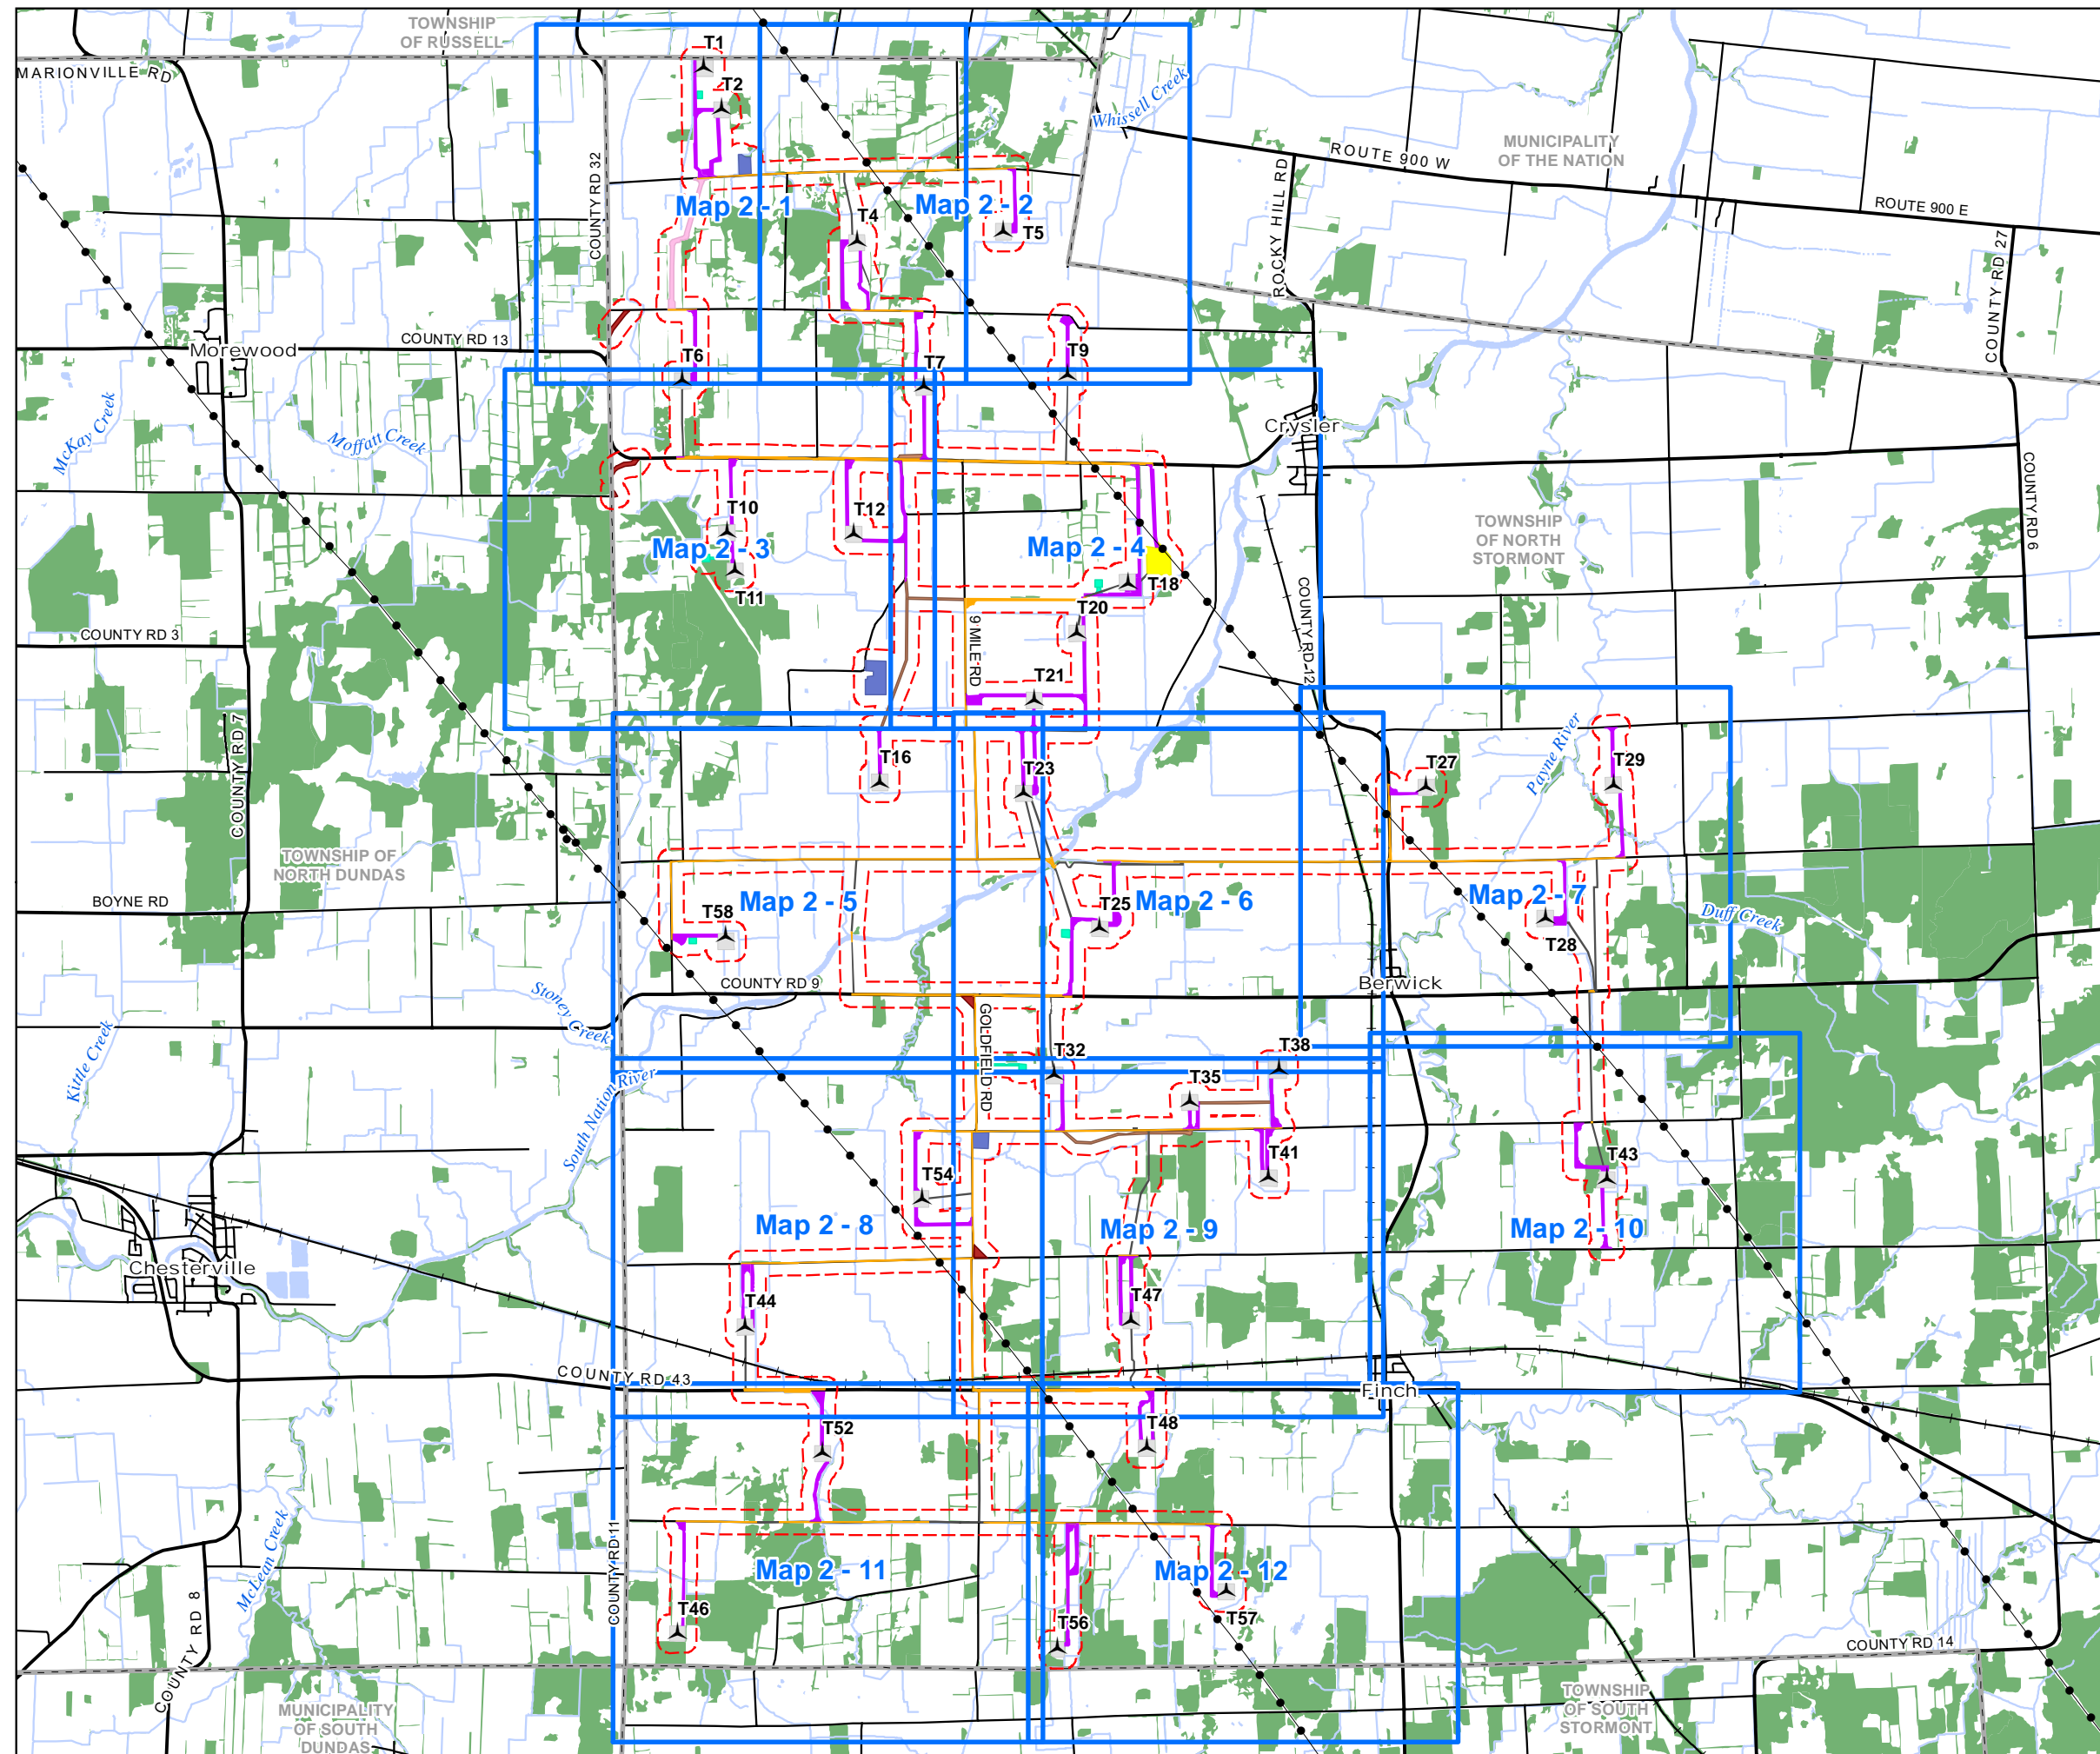 TOWNSHIP
OF RUSSELL
MARIONVILLE RD
T1
T2
Whissell Creek
COUNTY RD 32
MUNICIPALITY
OF THE NATION
ROUTE 900 W
ROCKY HILL RD
ROUTE 900 E
COUNTY RD 27
Map 2 - 1
Map 2 - 2
T4
T5
COUNTY RD 13
Morewood
T6
T7
T9
McKay Creek
Moffatt Creek
Crysler
COUNTY RD 6
T10
T12
Map 2 - 3
Map 2 - 4
TOWNSHIP
OF NORTH
STORMONT
T11
T18
T20
COUNTY RD 12
COUNTY RD 3
9 MILE RD
T21
COUNTY RD 7
T16
T23
T27
Payne River
T29
TOWNSHIP OF
NORTH DUNDAS
BOYNE RD
Map 2 - 5
Map 2 - 6
Map 2 - 7
T58
T25
T28
Duff Creek
COUNTY RD 9
Berwick
Stoney Creek
GOLDFIELD RD
Kittle Creek
South Nation River
T32
T38
T35
T54
T41
T43
Map 2 - 8
Map 2 - 9
Map 2 - 10
Chesterville
T44
T47
COUNTY RD 43
Finch
T52
T48
McLean Creek
COUNTY RD 11
COUNTY RD 8
Map 2 - 11
Map 2 - 12
T46
T56
T57
COUNTY RD 14
MUNICIPALITY
OF SOUTH
DUNDAS
TOWNSHIP
OF SOUTH
STORMONT